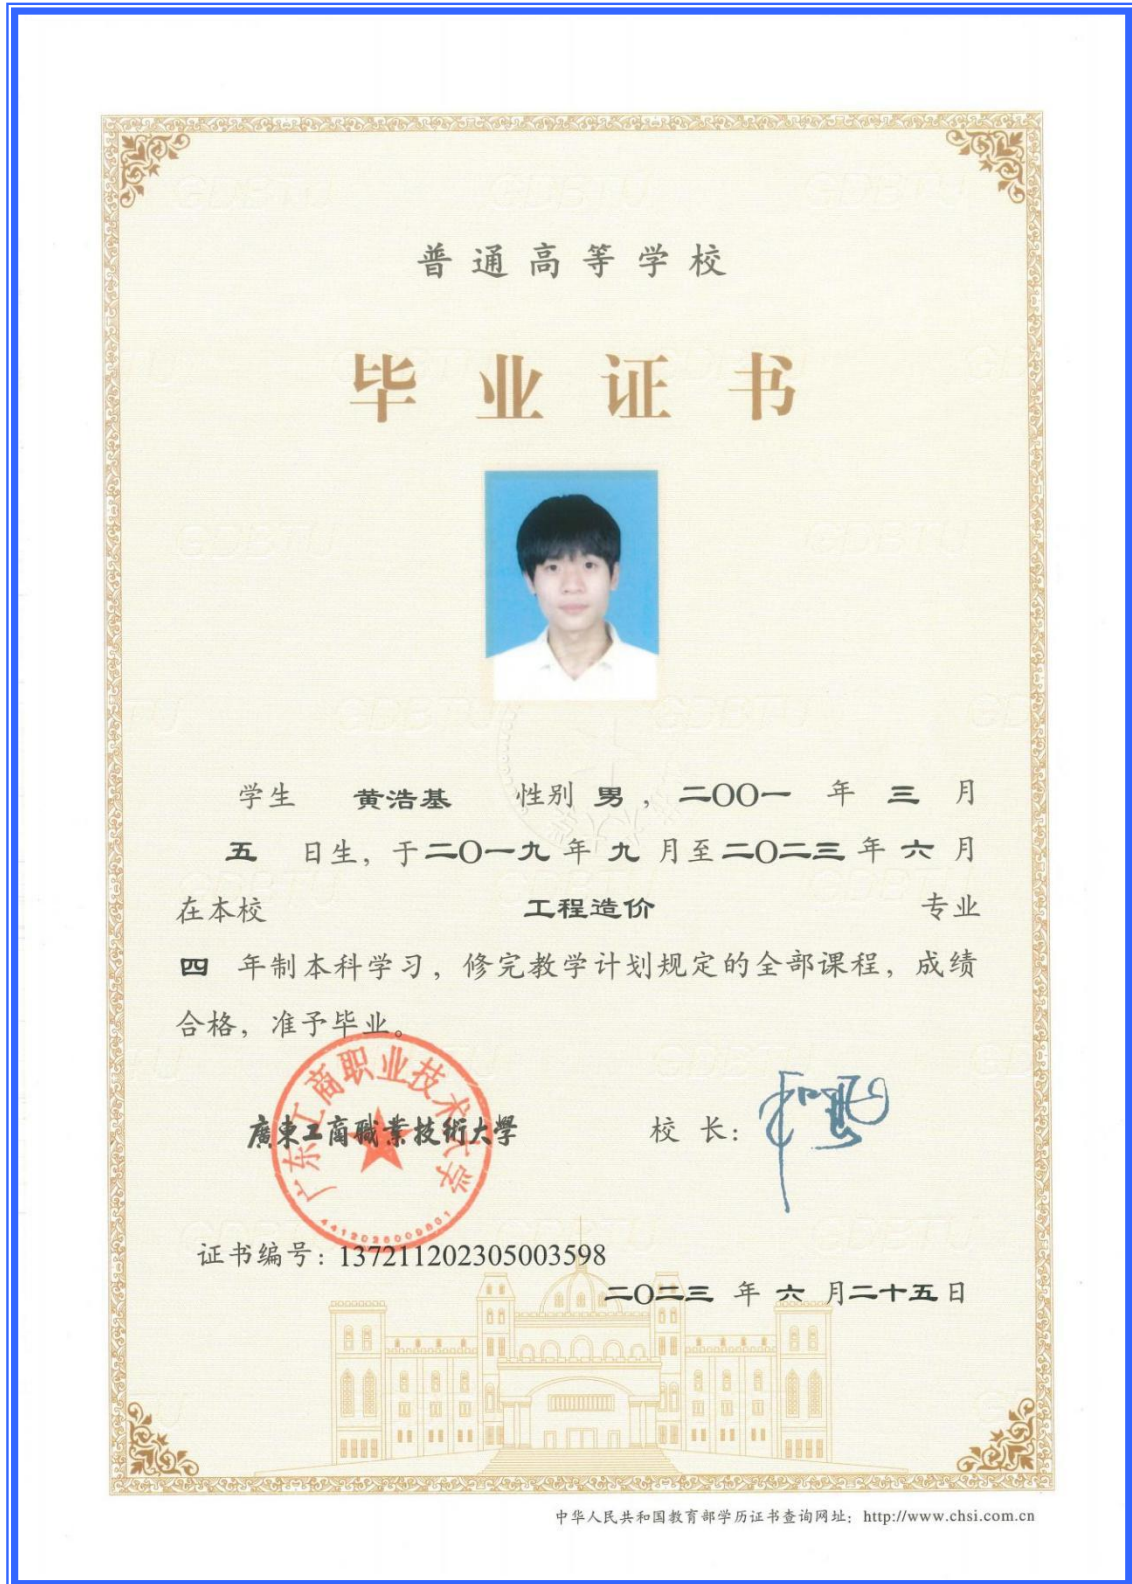 普通高等学校
毕业证书
学生 黄浩基 性别 男，二OO一 年 三 月
五 日生，于二O一九年 九 月至二O二三年 六 月
在本校 工程造价 专业
四 年制本科学习，修完教学计划规定的全部课程，成绩
合格，准予毕业。
广东工商职业技术大学
廣東工商職業技術大學
校 长：
4412026009801
证书编号：137211202305003598
二O二三 年 六 月二十五日
中华人民共和国教育部学历证书查询网址：http://www.chsi.com.cn
GDBTU